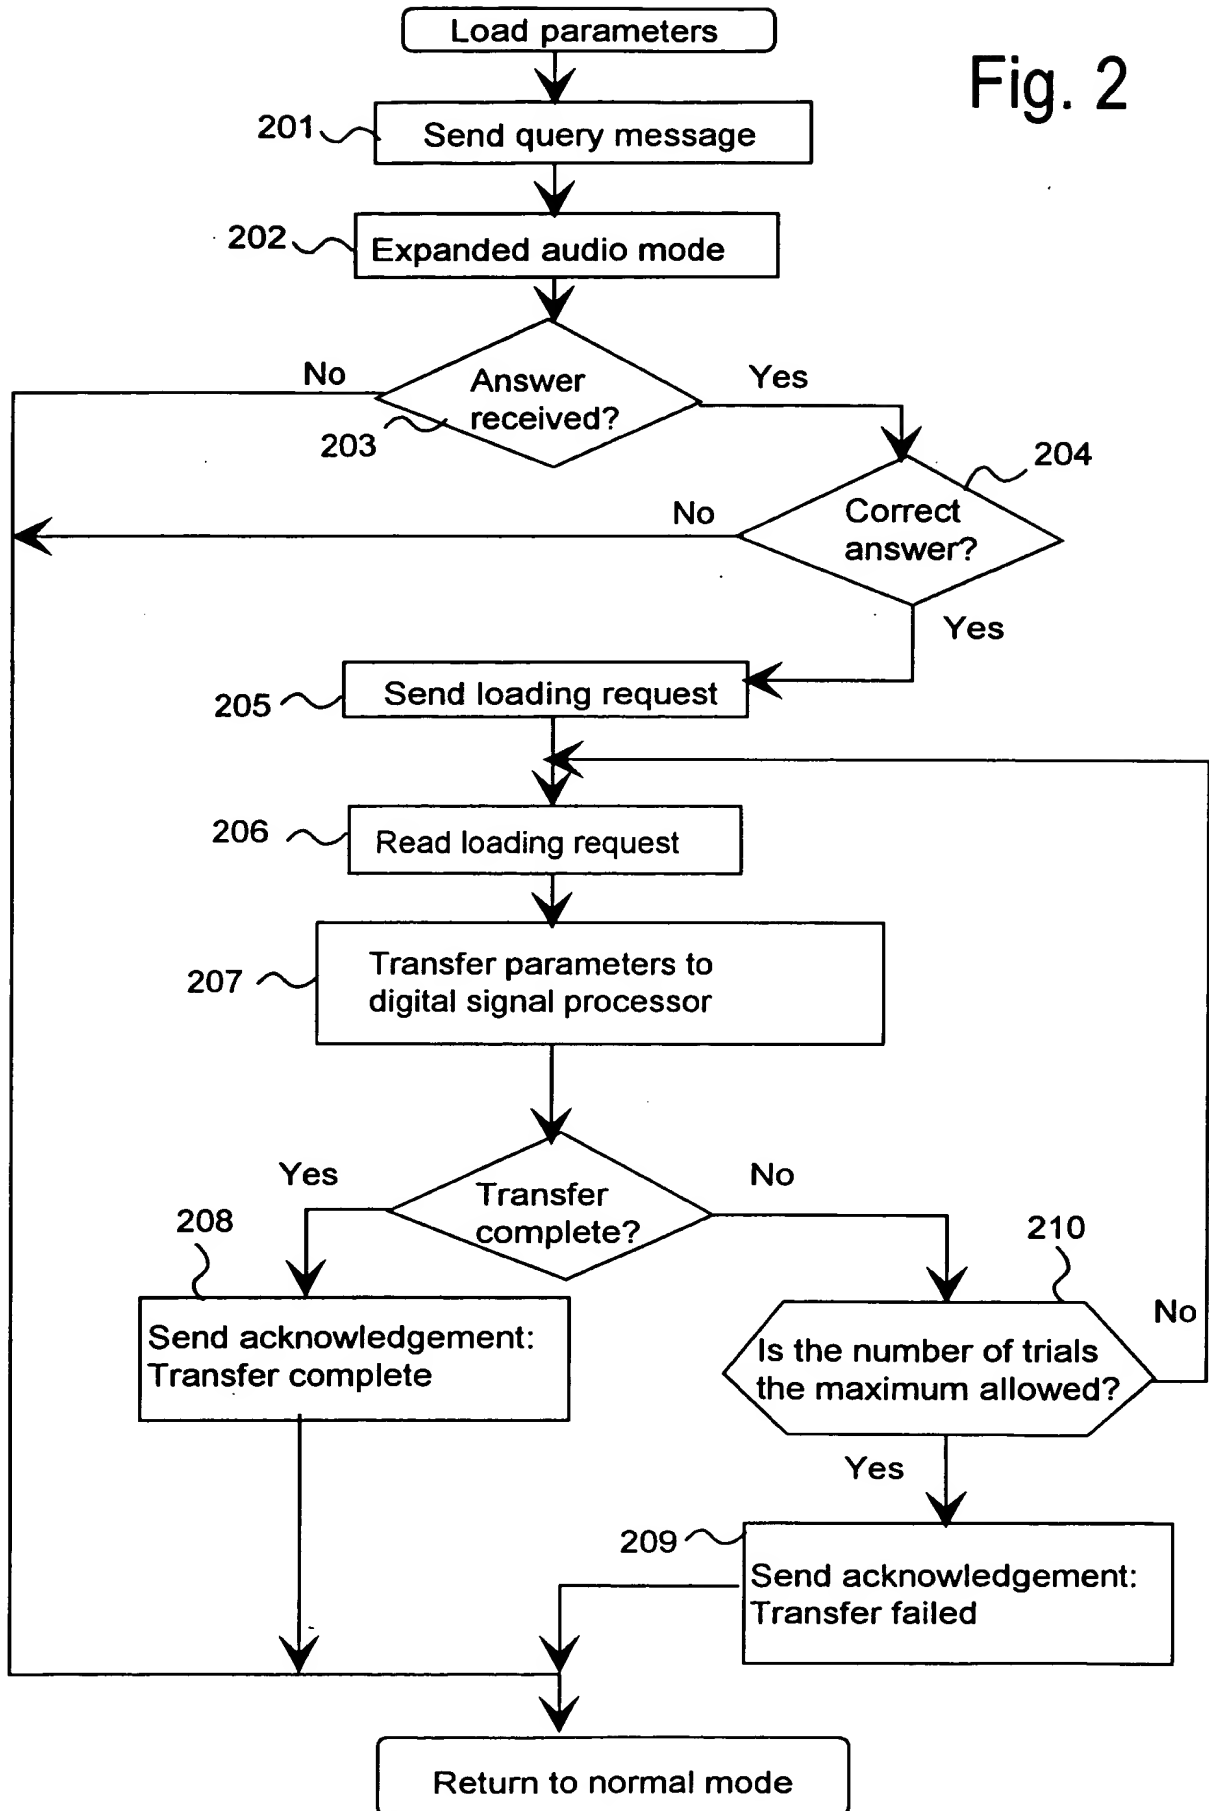 Load parameters
Fig. 2
201
Send query message
202
Expanded audio mode
No
Answer
received?
Yes
203
204
No
Correct
answer?
Yes
205
Send loading request
206
Read loading request
207
Transfer parameters to
digital signal processor
Yes
Transfer
complete?
No
208
210
Send acknowledgement:
Transfer complete
Is the number of trials
the maximum allowed?
No
Yes
209
Send acknowledgement:
Transfer failed
Return to normal mode